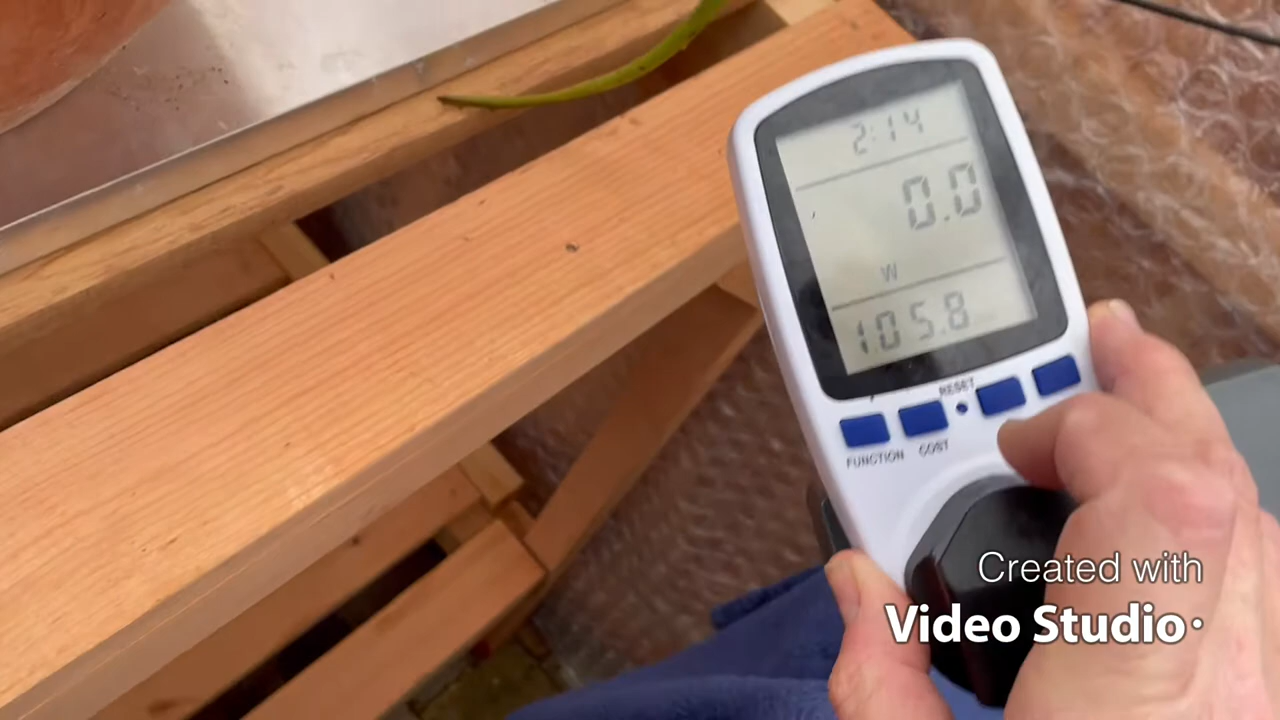 2:14
0.0
W
105.8
RESET
FUNCTION COST
Created with
Video Studio